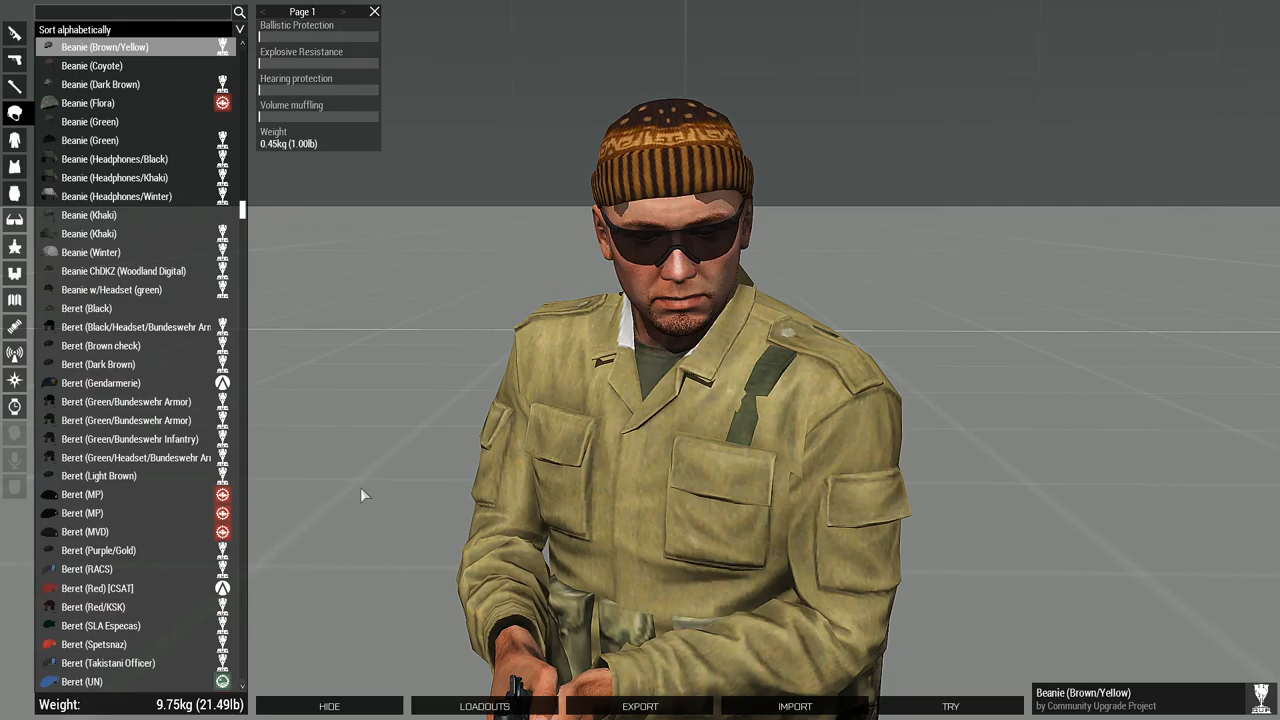 < Page 1 >
Sort alphabetically
Beanie (Brown/Yellow)
Beanie (Coyote)
Beanie (Dark Brown)
Beanie (Flora)
Beanie (Green)
Beanie (Green)
Beanie (Headphones/Black)
Beanie (Headphones/Khaki)
Beanie (Headphones/Winter)
Beanie (Khaki)
Beanie (Khaki)
Beanie (Winter)
Beanie ChDKZ (Woodland Digital)
Beanie w/Headset (green)
Beret (Black)
Beret (Black/Headset/Bundeswehr Arn
Beret (Brown check)
Beret (Dark Brown)
Beret (Gendarmerie)
Beret (Green/Bundeswehr Armor)
Beret (Green/Bundeswehr Armor)
Beret (Green/Bundeswehr Infantry)
Beret (Green/Headset/Bundeswehr Arn
Beret (Light Brown)
Beret (MP)
Beret (MP)
Beret (MVD)
Beret (Purple/Gold)
Beret (RACS)
Beret (Red) [CSAT]
Beret (Red/KSK)
Beret (SLA Especas)
Beret (Spetsnaz)
Beret (Takistani Officer)
Beret (UN)
Weight: 9.75kg (21.49lb)
Ballistic Protection
Explosive Resistance
Hearing protection
Volume muffling
Weight
0.45kg (1.00lb)
HIDE
LOADOUTS
EXPORT
IMPORT
TRY
Beanie (Brown/Yellow)
by Community Upgrade Project